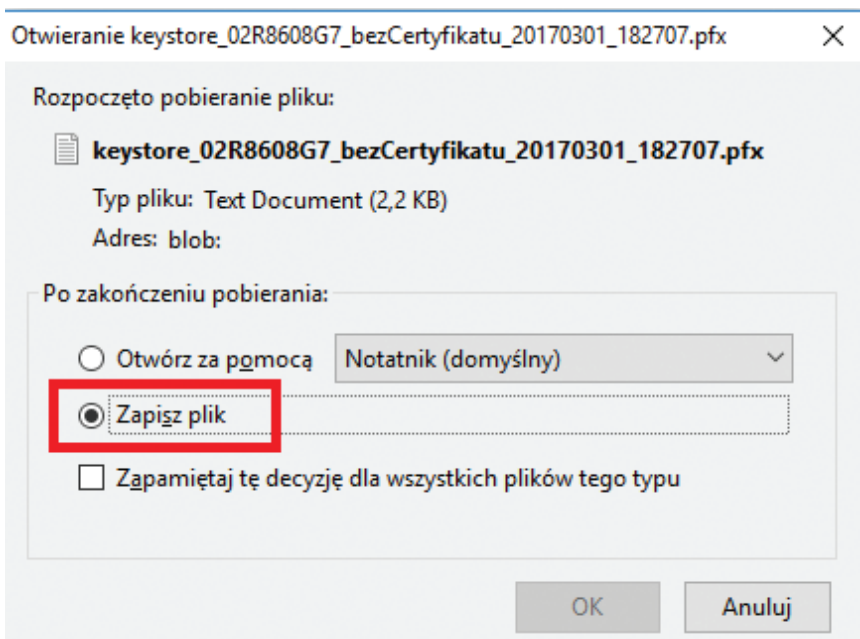 Otwieranie keystore_02R8608G7_bezCertyfikatu_20170301_182707.pfx
Rozpoczęto pobieranie pliku:
keystore_02R8608G7_bezCertyfikatu_20170301_182707.pfx
Typ pliku: Text Document (2,2 KB)
Adres: blob:
Po zakończeniu pobierania:
Otwórz za pomocą Notatnik (domyślny)
Zapisz plik
Zapamiętaj tę decyzję dla wszystkich plików tego typu
OK Anuluj